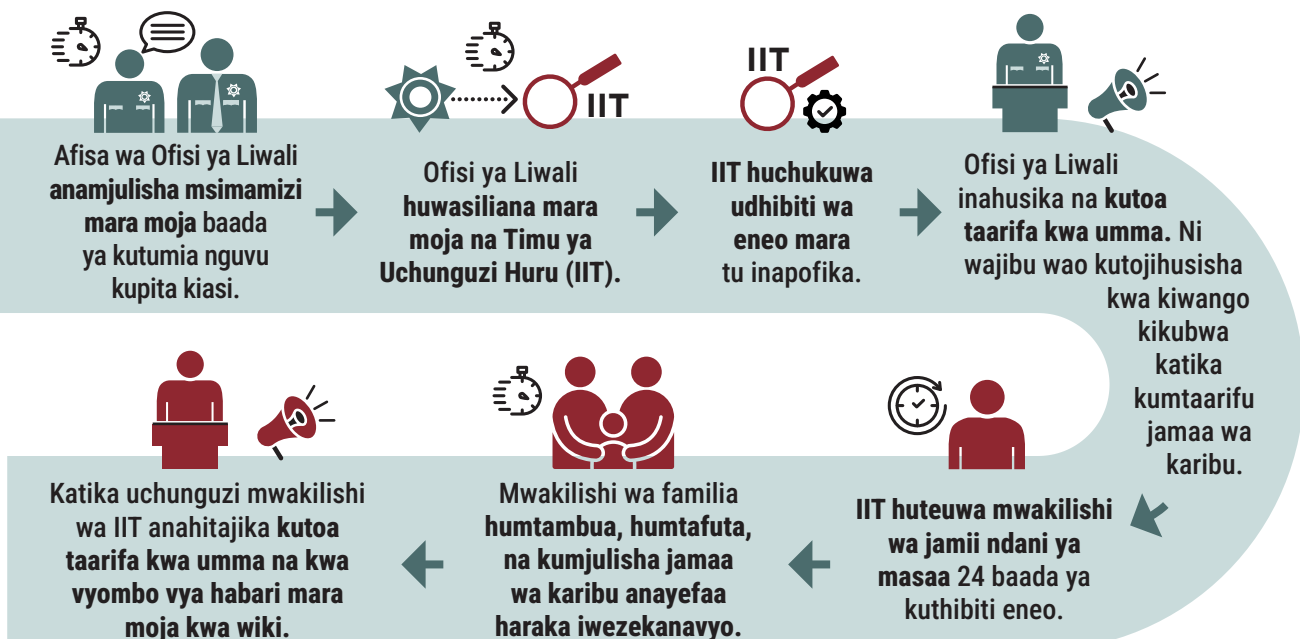 Afisa wa Ofisi ya Liwali
anamjulisha msimamizi
mara moja baada
ya kutumia nguvu
kupita kiasi.
IIT
Ofisi ya Liwali
huwasiliana mara
moja na Timu ya
Uchunguzi Huru (IIT).
IIT
IIT huchukuwa
udhibiti wa
eneo mara
tu inapofika.
Ofisi ya Liwali
inahusika na kutoa
taarifa kwa umma. Ni
wajibu wao kutojihusisha
kwa kiwango
kikubwa
katika
kumtaarifu
jamaa wa
karibu.
IIT huteuwa mwakilishi
wa jamii ndani ya
masaa 24 baada ya
kuthibiti eneo.
Mwakilishi wa familia
humtambua, humtafuta,
na kumjulisha jamaa
wa karibu anayefaa
haraka iwezekanavyo.
Katika uchunguzi mwakilishi
wa IIT anahitajika kutoa
taarifa kwa umma na kwa
vyombo vya habari mara
moja kwa wiki.